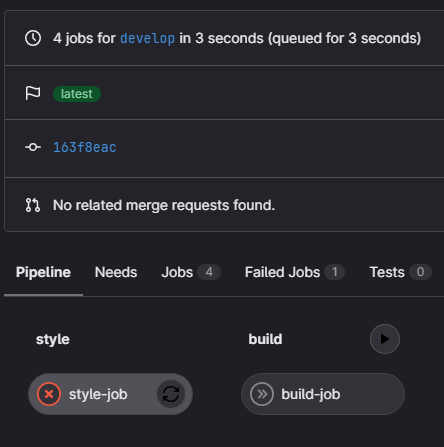 4 jobs for develop in 3 seconds (queued for 3 seconds)
latest
163f8eac
No related merge requests found.
Pipeline Needs Jobs 4 Failed Jobs 1 Tests 0
style build
style-job build-job